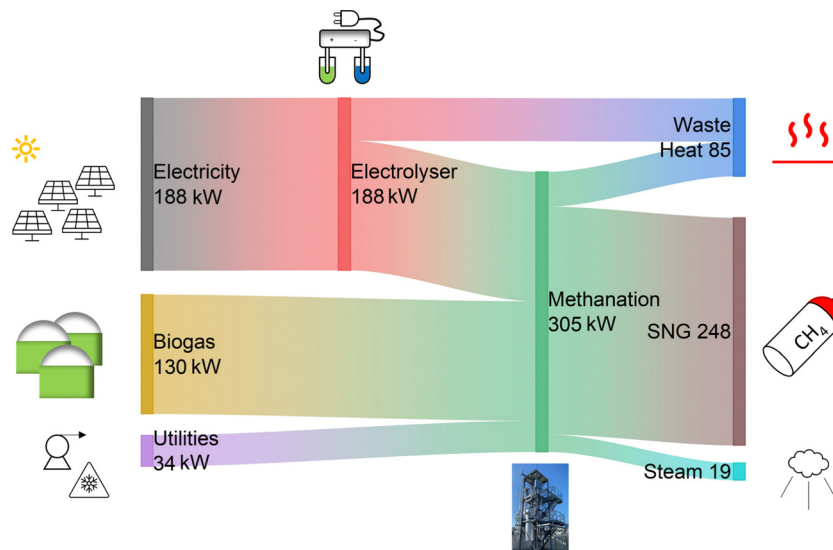 + -
Electricity
188 kW
Electrolyser
188 kW
Waste
Heat 85
Biogas
130 kW
Methanation
305 kW
SNG 248
CH₄
Utilities
34 kW
Steam 19